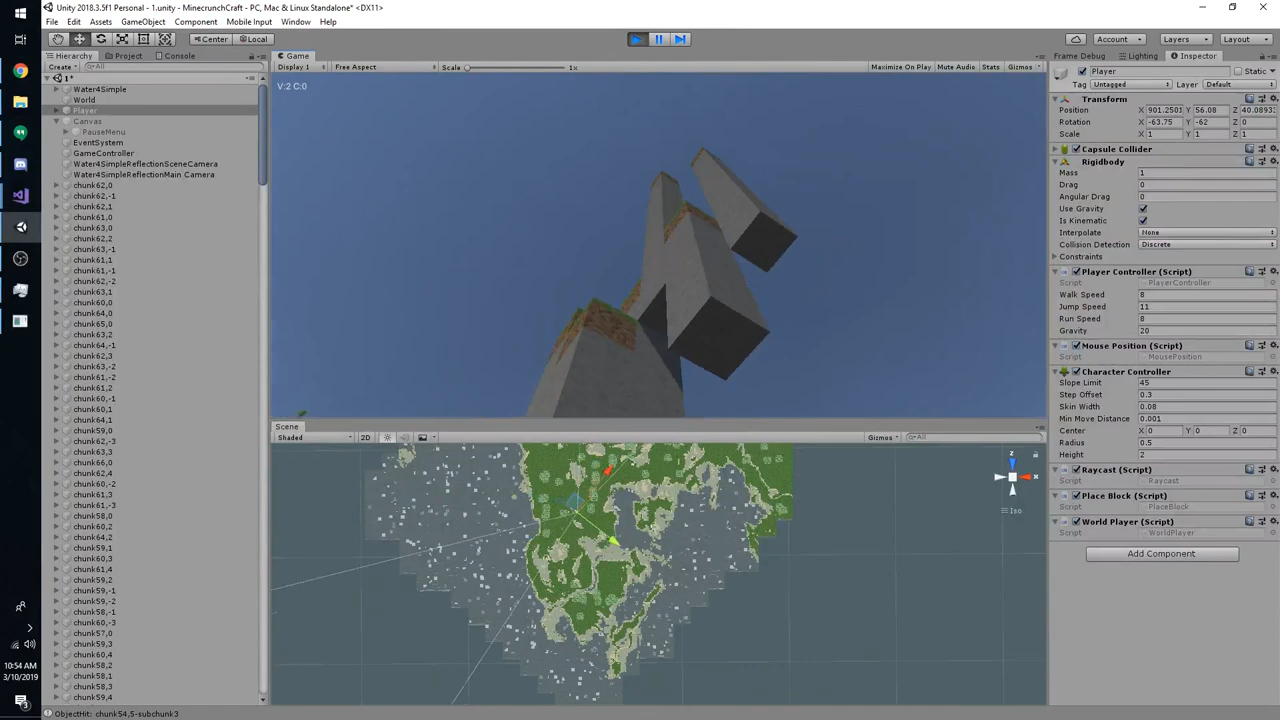 Unity 2018.3.5f1 Personal - 1.unity - MinecrunchCraft - PC, Mac & Linux Standalone* <DX11>
File Edit Assets GameObject Component Mobile Input Window Help
Center Local Account Layers Layout
Hierarchy Project Console
Create All
1*
Water4Simple
World
Player
Canvas
PauseMenu
EventSystem
GameController
Water4SimpleReflectionSceneCamera
Water4SimpleReflectionMain Camera
chunk62,0
chunk62,-1
chunk62,1
chunk61,0
chunk63,0
chunk62,2
chunk63,-1
chunk61,1
chunk61,-1
chunk62,-2
chunk63,1
chunk60,0
chunk64,0
chunk65,0
chunk63,2
chunk64,-1
chunk62,3
chunk63,-2
chunk61,-2
chunk61,2
chunk60,-1
chunk60,1
chunk64,1
chunk59,0
chunk62,-3
chunk63,3
chunk66,0
chunk62,4
chunk60,-2
chunk61,3
chunk61,-3
chunk58,0
chunk60,2
chunk64,2
chunk59,1
chunk60,3
chunk61,4
chunk59,2
chunk59,-1
chunk59,-2
chunk58,-1
chunk60,-3
chunk57,0
chunk59,3
chunk60,4
chunk58,2
chunk58,1
chunk58,3
chunk59,4
Game
Display 1 Free Aspect Scale 1x Maximize On Play Mute Audio Stats Gizmos
V:2 C:0
Scene
Shaded 2D Gizmos All
z
x
Iso
Frame Debug Lighting Inspector
Player Static
Tag Untagged Layer Default
Transform
Position X 901.2501 Y 56.08 Z 40.0893
Rotation X -63.75 Y -62 Z 0
Scale X 1 Y 1 Z 1
Capsule Collider
Rigidbody
Mass 1
Drag 0
Angular Drag 0
Use Gravity
Is Kinematic
Interpolate None
Collision Detection Discrete
Constraints
Player Controller (Script)
Script PlayerController
Walk Speed 8
Jump Speed 11
Run Speed 8
Gravity 20
Mouse Position (Script)
Script MousePosition
Character Controller
Slope Limit 45
Step Offset 0.3
Skin Width 0.08
Min Move Distance 0.001
Center X 0 Y 0 Z 0
Radius 0.5
Height 2
Raycast (Script)
Script Raycast
Place Block (Script)
Script PlaceBlock
World Player (Script)
Script WorldPlayer
Add Component
10:54 AM
3/10/2019
3
ObjectHit: chunk54,5-subchunk3